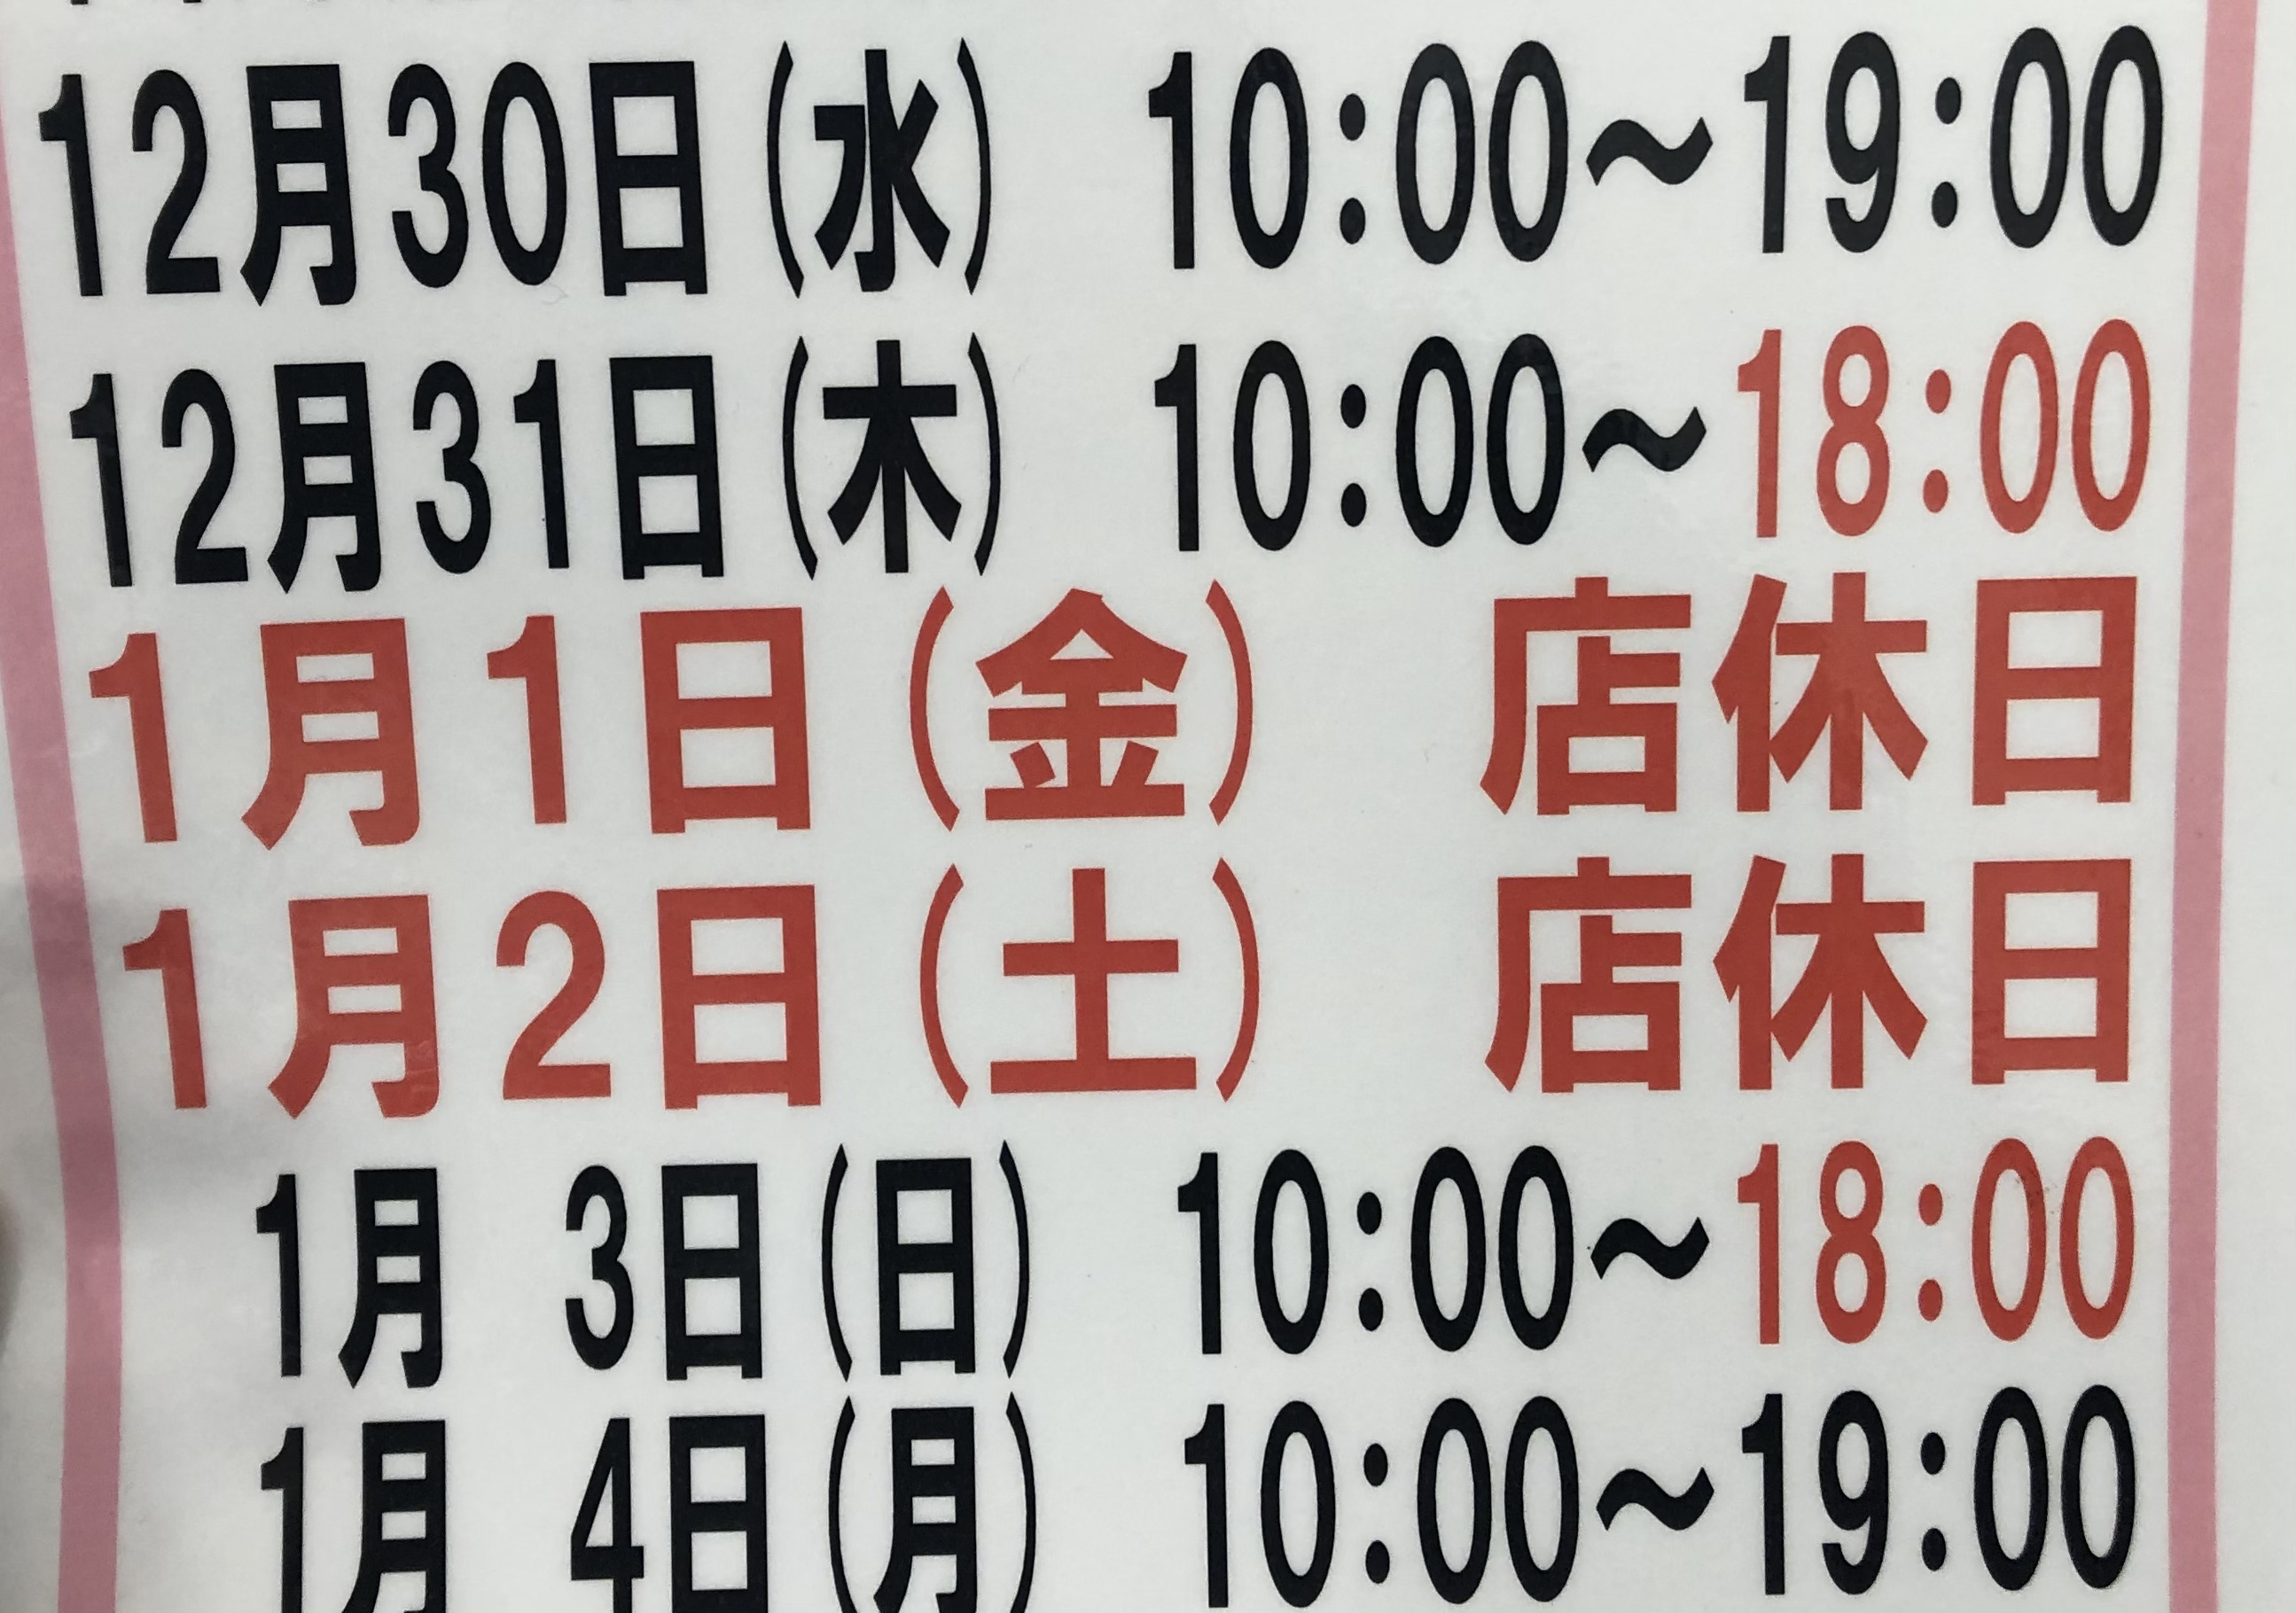 12月30日(水) 10:00~19:00
12月31日(木) 10:00~18:00
1月1日(金) 店休日
1月2日(土) 店休日
1月 3日(日) 10:00~18:00
1月 4日(月) 10:00~19:00